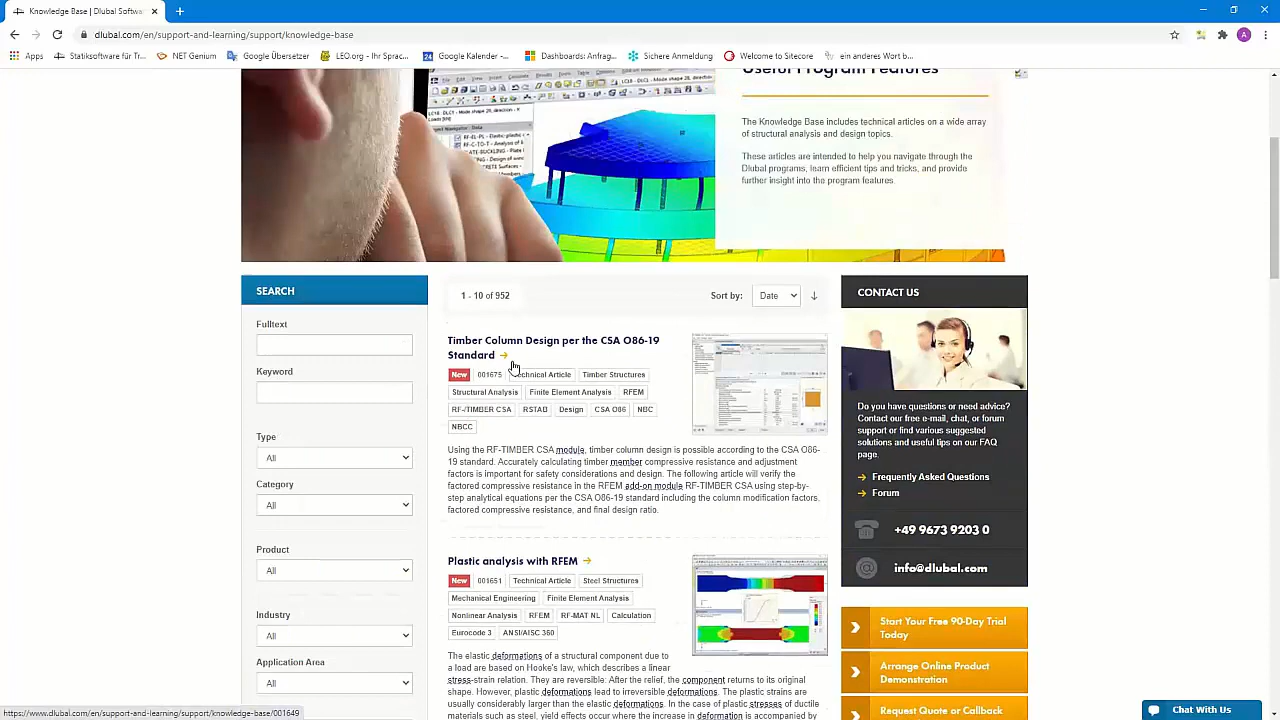 Knowledge Base | Dlubal Softwa
dlubal.com/en/support-and-learning/support/knowledge-base
A
Apps
Statiksoftware für Tr...
NET Genium
Google Übersetzer
LEO.org - Ihr Sprac...
24
Google Kalender -...
Dashboards: Anfrag...
Sichere Anmeldung
Welcome to Sitecore
ein anderes Wort b...
Useful Program Features
The Knowledge Base includes technical articles on a wide array
of structural analysis and design topics.
These articles are intended to help you navigate through the
Dlubal programs, learn efficient tips and tricks, and provide
further insight into the program features.
SEARCH
Fulltext
Keyword
Type
All
Category
All
Product
All
Industry
All
Application Area
All
1 - 10 of 952
Sort by:
Date
Timber Column Design per the CSA O86-19
Standard
New
001675
Technical Article
Timber Structures
Structural Analysis
Finite Element Analysis
RFEM
RF-/TIMBER CSA
RSTAB
Design
CSA O86
NBC
NBCC
Using the RF-TIMBER CSA module, timber column design is possible according to the CSA O86-
19 standard. Accurately calculating timber member compressive resistance and adjustment
factors is important for safety considerations and design. The following article will verify the
factored compressive resistance in the RFEM add-on module RF-TIMBER CSA using step-by-
step analytical equations per the CSA O86-19 standard including the column modification factors,
factored compressive resistance, and final design ratio.
Plastic analysis with RFEM
New
001651
Technical Article
Steel Structures
Mechanical Engineering
Finite Element Analysis
Nonlinear Analysis
RFEM
RF-MAT NL
Calculation
Eurocode 3
ANSI/AISC 360
The elastic deformations of a structural component due to
a load are based on Hooke's law, which describes a linear
stress-strain relation. They are reversible: After the relief, the component returns to its original
shape. However, plastic deformations lead to irreversible deformations. The plastic strains are
usually considerably larger than the elastic deformations. In the case of plastic stresses of ductile
materials such as steel, yield effects occur where the increase in deformation is accompanied by
CONTACT US
Do you have questions or need advice?
Contact our free e-mail, chat, or forum
support or find various suggested
solutions and useful tips on our FAQ
page.
Frequently Asked Questions
Forum
+49 9673 9203 0
info@dlubal.com
Start Your Free 90-Day Trial
Today
Arrange Online Product
Demonstration
Request Quote or Callback
Chat With Us
https://www.dlubal.com/en/support-and-learning/support/knowledge-base/001649